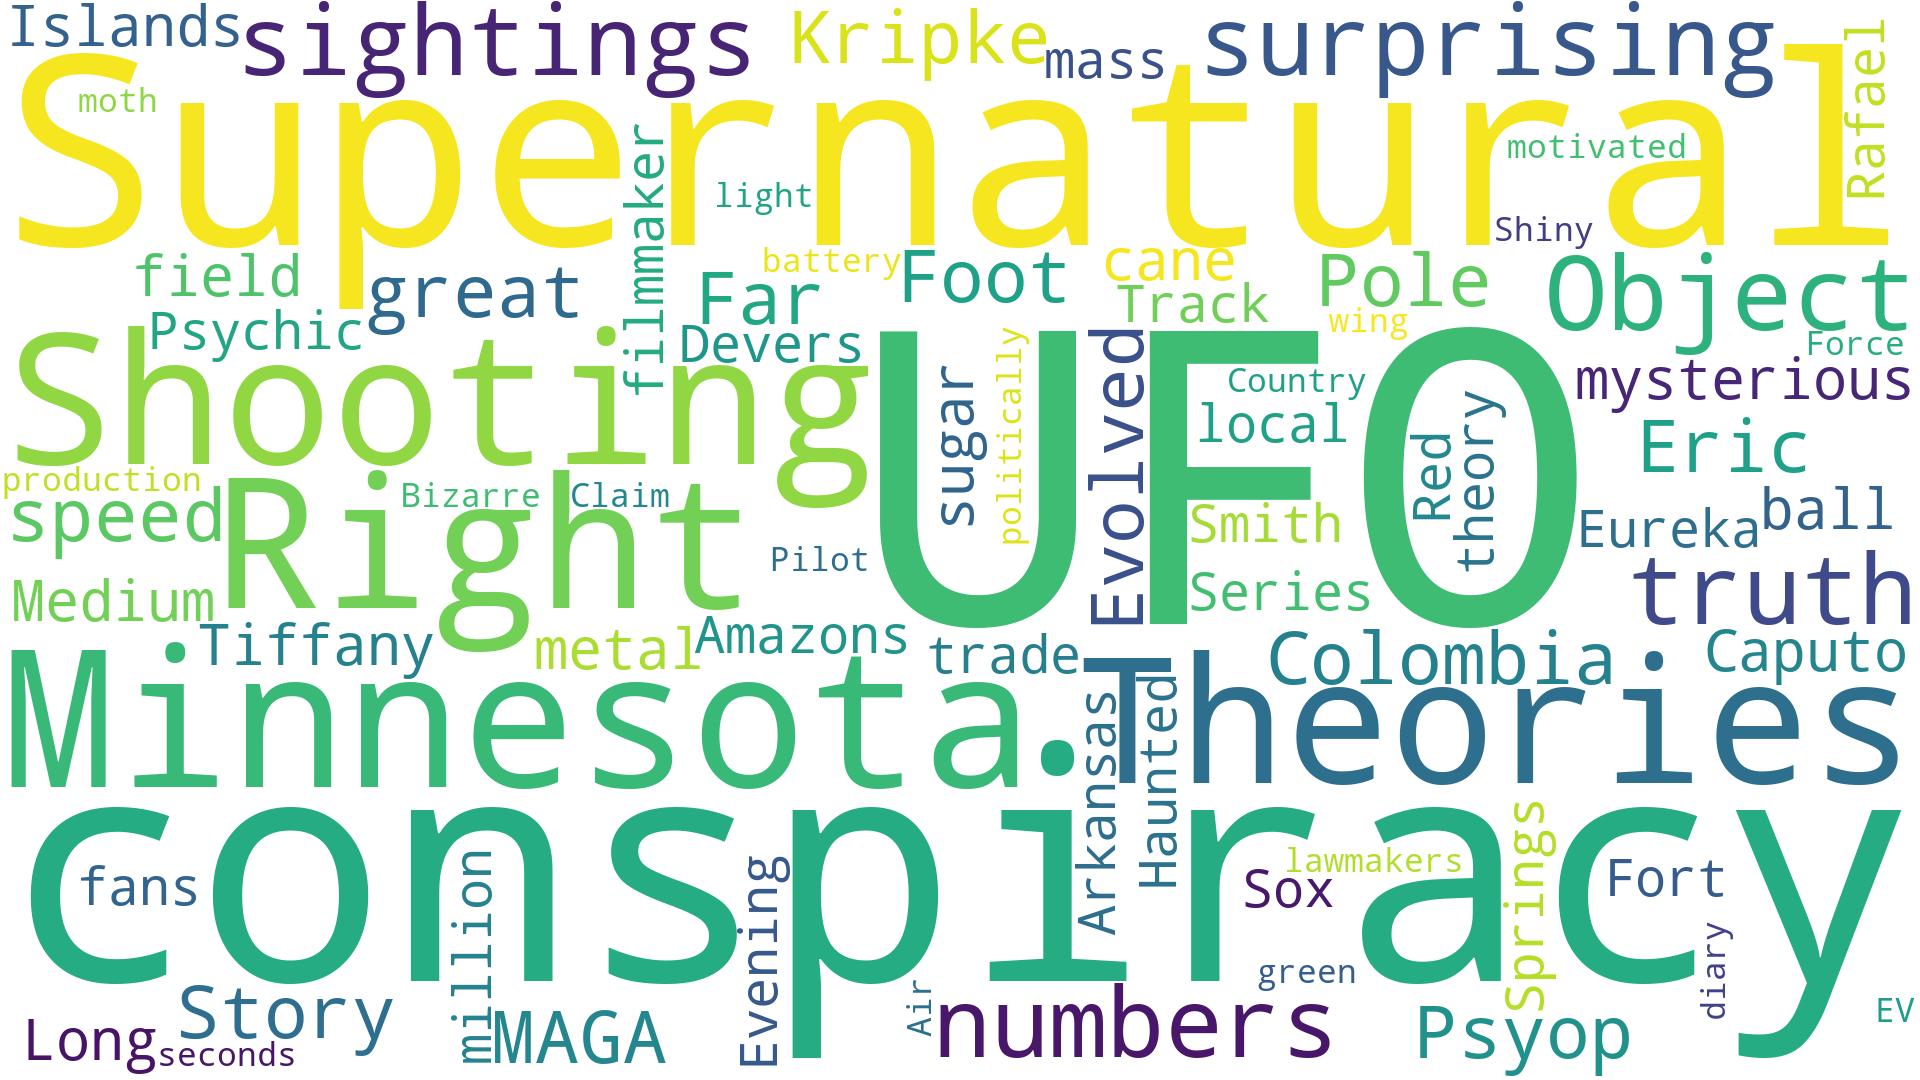 Islands
sightings
Kripke
mass
surprising
Rafael
moth
Supernatural
motivated
light
filmmaker
Shiny
field
great
battery
Far
Foot
cane
Track
Pole
wing
Object
Psychic
Devers
Force
Shooting
UFO
sugar
politically
Evolved
Country
local
Red
theory
mysterious
Eric
production
speed
Right
Bizarre
Claim
Pilot
Smith
Series
Eureka
ball
truth
Medium
Tiffany
metal
Amazons
trade
Colombia
Caputo
Minnesota
Theories
Arkansas
Haunted
conspiracy
fans
million
Evening
Sox
lawmakers
Springs
Fort
diary
green
Air
Long
Story
seconds
MAGA
numbers
Psyop
EV